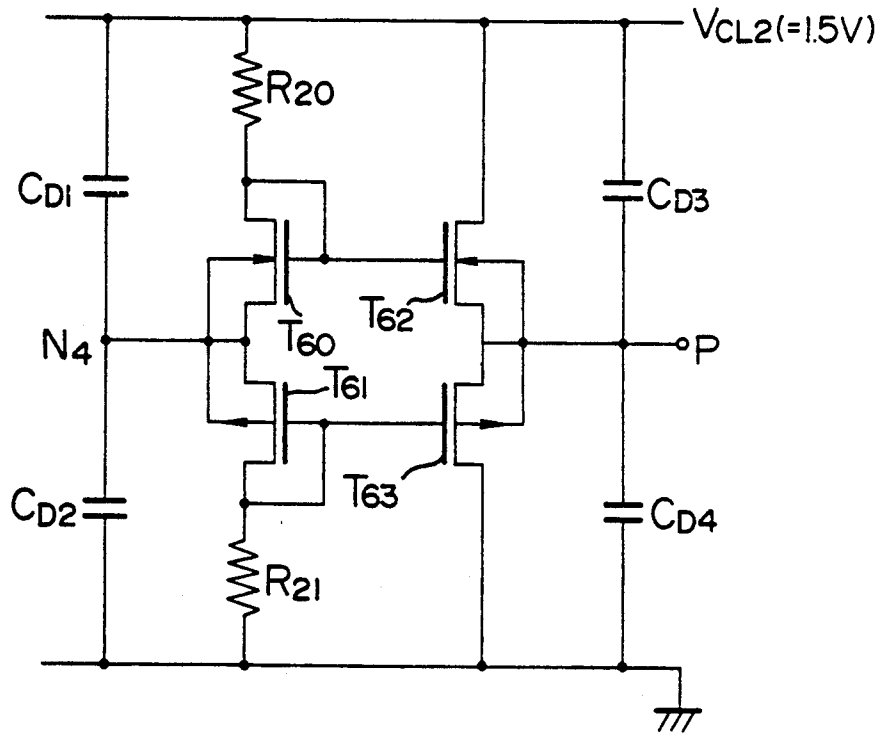 VCL2(=1.5V)
R20
CD1
CD3
T60
T62
N4
P
T61
T63
CD2
CD4
R21